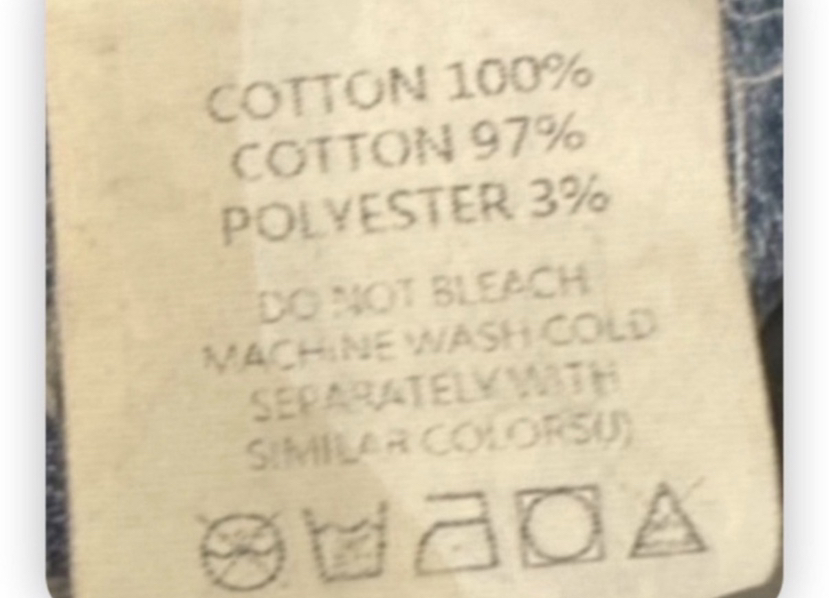 COTTON 100%
COTTON 97%
POLYESTER 3%
DO NOT BLEACH
MACHINE WASH COLD
SEPARATELY WITH
SIMILAR COLORS(J)